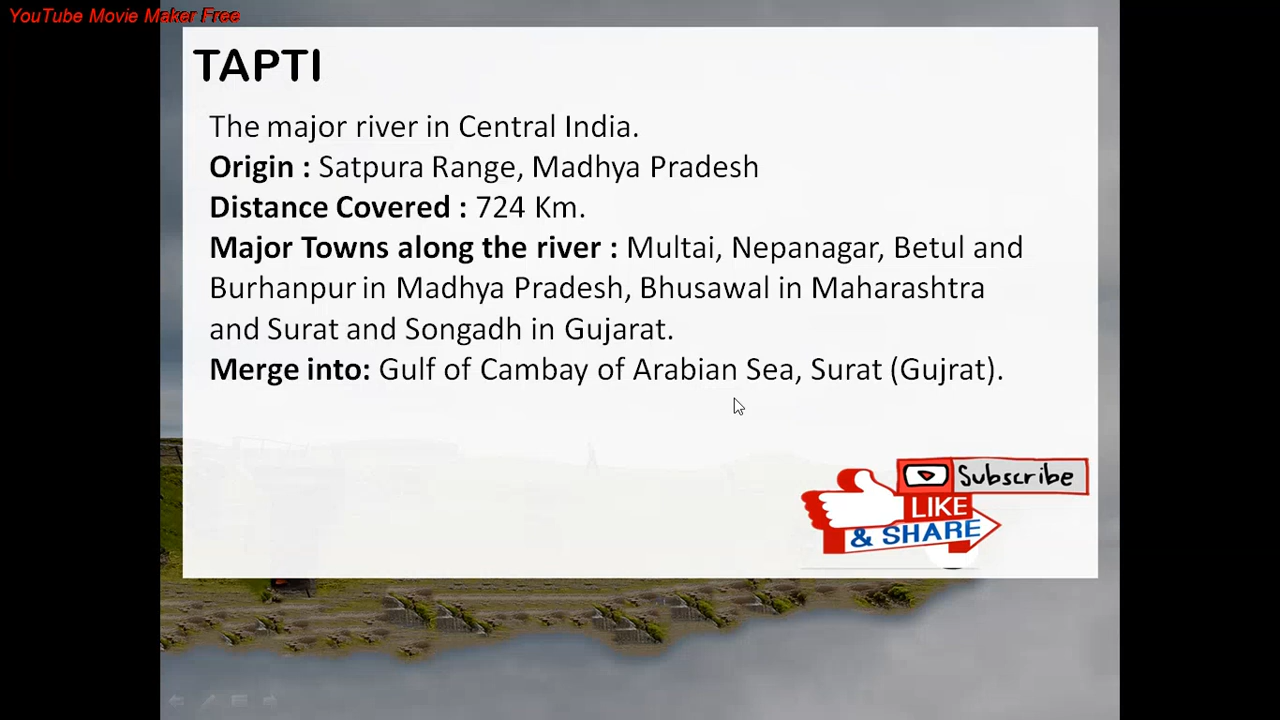 YouTube Movie Maker Free
TAPTI
The major river in Central India.
Origin : Satpura Range, Madhya Pradesh
Distance Covered : 724 Km.
Major Towns along the river : Multai, Nepanagar, Betul and
Burhanpur in Madhya Pradesh, Bhusawal in Maharashtra
and Surat and Songadh in Gujarat.
Merge into: Gulf of Cambay of Arabian Sea, Surat (Gujrat).
Subscribe
LIKE
& SHARE